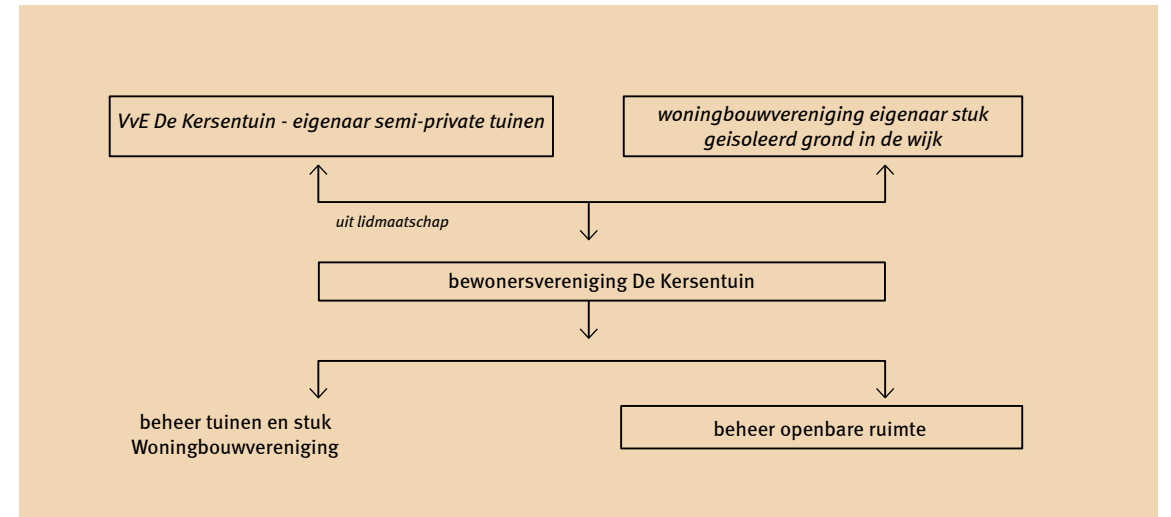 VvE De Kersentuin - eigenaar semi-private tuinen
woningbouwvereniging eigenaar stuk
geisoleerd grond in de wijk
uit lidmaatschap
bewonersvereniging De Kersentuin
beheer tuinen en stuk
Woningbouwvereniging
beheer openbare ruimte